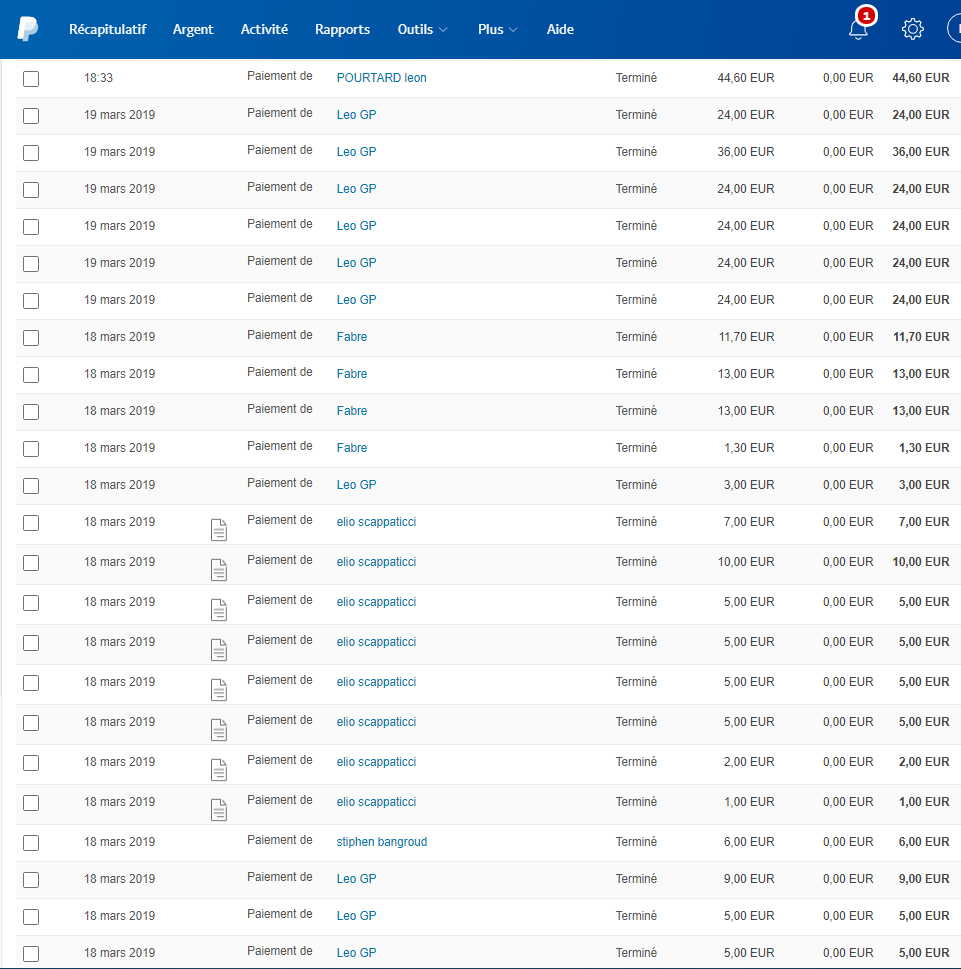 Récapitulatif Argent Activité Rapports Outils Plus Aide 1
18:33 Paiement de POURTARD leon Terminé 44,60 EUR 0,00 EUR 44,60 EUR
19 mars 2019 Paiement de Leo GP Terminé 24,00 EUR 0,00 EUR 24,00 EUR
19 mars 2019 Paiement de Leo GP Terminé 36,00 EUR 0,00 EUR 36,00 EUR
19 mars 2019 Paiement de Leo GP Terminé 24,00 EUR 0,00 EUR 24,00 EUR
19 mars 2019 Paiement de Leo GP Terminé 24,00 EUR 0,00 EUR 24,00 EUR
19 mars 2019 Paiement de Leo GP Terminé 24,00 EUR 0,00 EUR 24,00 EUR
19 mars 2019 Paiement de Leo GP Terminé 24,00 EUR 0,00 EUR 24,00 EUR
18 mars 2019 Paiement de Fabre Terminé 11,70 EUR 0,00 EUR 11,70 EUR
18 mars 2019 Paiement de Fabre Terminé 13,00 EUR 0,00 EUR 13,00 EUR
18 mars 2019 Paiement de Fabre Terminé 13,00 EUR 0,00 EUR 13,00 EUR
18 mars 2019 Paiement de Fabre Terminé 1,30 EUR 0,00 EUR 1,30 EUR
18 mars 2019 Paiement de Leo GP Terminé 3,00 EUR 0,00 EUR 3,00 EUR
18 mars 2019 Paiement de elio scappaticci Terminé 7,00 EUR 0,00 EUR 7,00 EUR
18 mars 2019 Paiement de elio scappaticci Terminé 10,00 EUR 0,00 EUR 10,00 EUR
18 mars 2019 Paiement de elio scappaticci Terminé 5,00 EUR 0,00 EUR 5,00 EUR
18 mars 2019 Paiement de elio scappaticci Terminé 5,00 EUR 0,00 EUR 5,00 EUR
18 mars 2019 Paiement de elio scappaticci Terminé 5,00 EUR 0,00 EUR 5,00 EUR
18 mars 2019 Paiement de elio scappaticci Terminé 5,00 EUR 0,00 EUR 5,00 EUR
18 mars 2019 Paiement de elio scappaticci Terminé 2,00 EUR 0,00 EUR 2,00 EUR
18 mars 2019 Paiement de elio scappaticci Terminé 1,00 EUR 0,00 EUR 1,00 EUR
18 mars 2019 Paiement de stiphen bangroud Terminé 6,00 EUR 0,00 EUR 6,00 EUR
18 mars 2019 Paiement de Leo GP Terminé 9,00 EUR 0,00 EUR 9,00 EUR
18 mars 2019 Paiement de Leo GP Terminé 5,00 EUR 0,00 EUR 5,00 EUR
18 mars 2019 Paiement de Leo GP Terminé 5,00 EUR 0,00 EUR 5,00 EUR